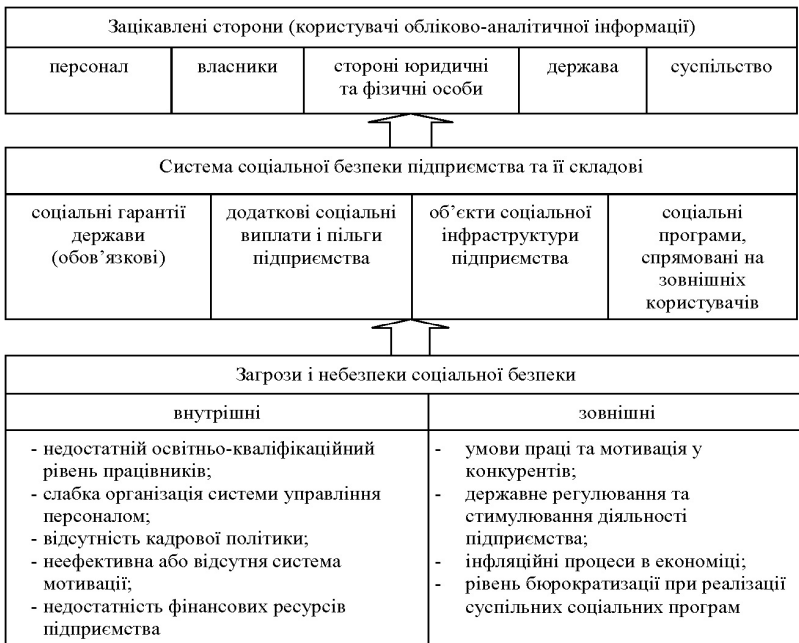 Зацікавлені сторони (користувачі обліково-аналітичної інформації)
персонал
власники
стороні юридичні
та фізичні особи
держава
суспільство
Система соціальної безпеки підприємства та її складові
соціальні гарантії
держави
(обов’язкові)
додаткові соціальні
виплати і пільги
підприємства
об’єкти соціальної
інфраструктури
підприємства
соціальні
програми,
спрямовані на
зовнішніх
користувачів
Загрози і небезпеки соціальної безпеки
внутрішні
- недостатній освітньо-кваліфікаційний
рівень працівників;
- слабка організація системи управління
персоналом;
- відсутність кадрової політики;
- неефективна або відсутня система
мотивації;
- недостатність фінансових ресурсів
підприємства
зовнішні
- умови праці та мотивація у
конкурентів;
- державне регулювання та
стимулювання діяльності
підприємства;
- інфляційні процеси в економіці;
- рівень бюрократизації при реалізації
суспільних соціальних програм